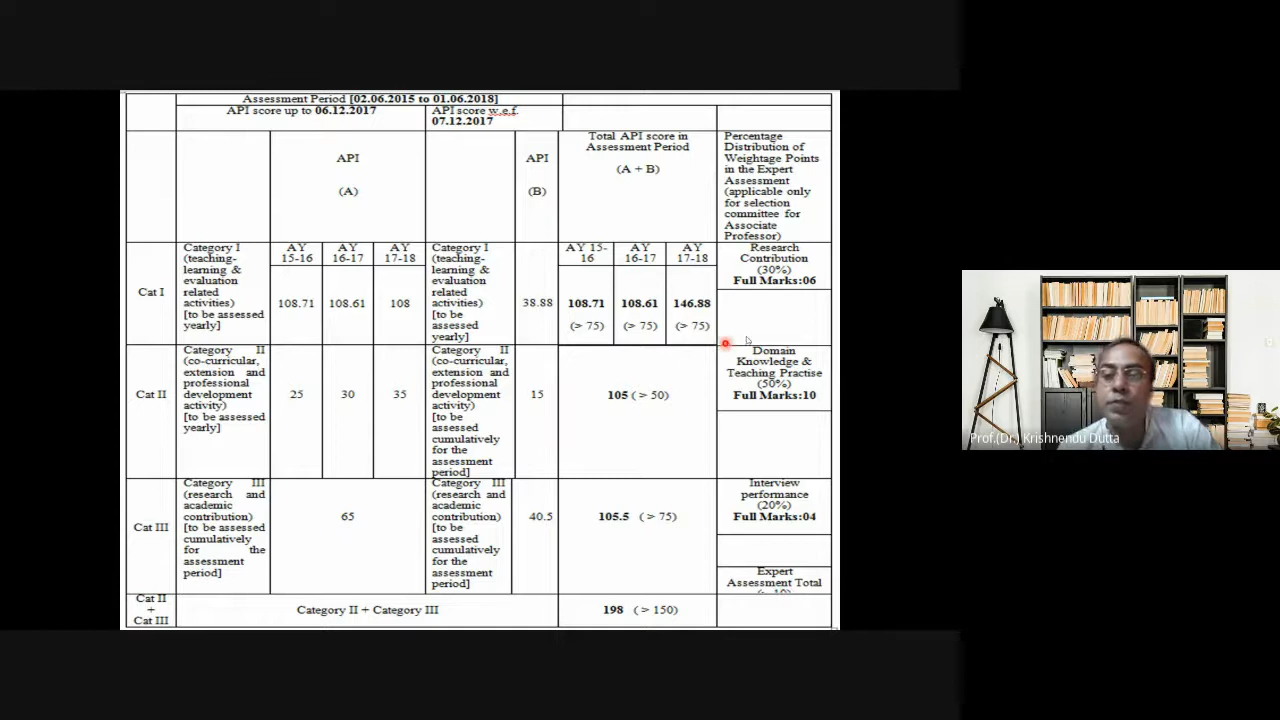 Assessment Period [02.06.2015 to 01.06.2018]
API score up to 06.12.2017
API score w.e.f.
07.12.2017
API
(A)
API
(B)
Total API score in
Assessment Period
(A + B)
Percentage
Distribution of
Weightage Points
in the Expert
Assessment
(applicable only
for selection
committee for
Associate
Professor)
Cat I
Category I
(teaching-
learning &
evaluation
related
activities)
[to be assessed
yearly]
AY
15-16
AY
16-17
AY
17-18
108.71
108.61
108
Category I
(teaching-
learning &
evaluation
related
activities)
[to be
assessed
yearly]
38.88
AY 15-
16
AY
16-17
AY
17-18
108.71
(> 75)
108.61
(> 75)
146.88
(> 75)
Research
Contribution
(30%)
Full Marks:06
Cat II
Category II
(co-curricular,
extension and
professional
development
activity)
[to be assessed
yearly]
25
30
35
Category II
(co-curricular,
extension and
professional
development
activity)
[to be
assessed
cumulatively
for the
assessment
period]
15
105 ( > 50)
Domain
Knowledge &
Teaching Practise
(50%)
Full Marks:10
Cat III
Category III
(research and
academic
contribution)
[to be assessed
cumulatively
for the
assessment
period]
65
Category III
(research and
academic
contribution)
[to be
assessed
cumulatively
for the
assessment
period]
40.5
105.5 ( > 75)
Interview
performance
(20%)
Full Marks:04
Expert
Assessment Total
Cat II
+
Cat III
Category II + Category III
198 ( > 150)
Prof.(Dr.) Krishnendu Dutta